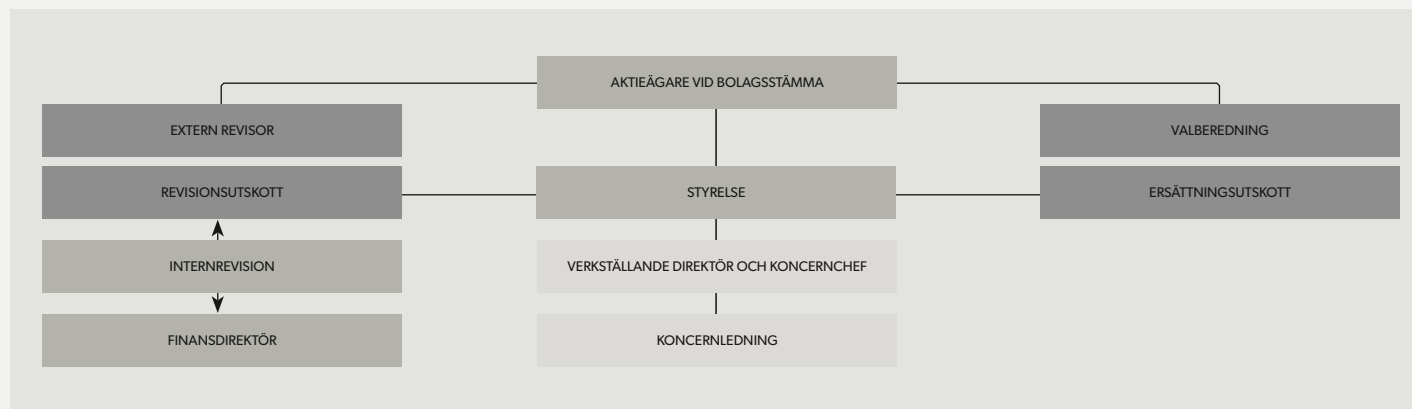 AKTIEÄGARE VID BOLAGSSTÄMMA
EXTERN REVISOR
VALBEREDNING
REVISIONSUTSKOTT
STYRELSE
ERSÄTTNINGSUTSKOTT
INTERNREVISION
VERKSTÄLLANDE DIREKTÖR OCH KONCERNCHEF
FINANSDIREKTÖR
KONCERNLEDNING